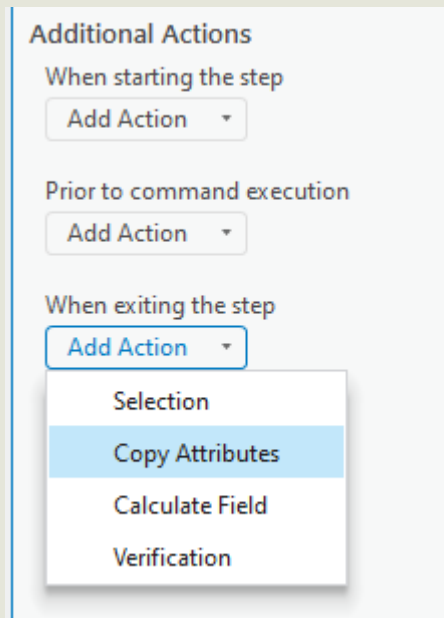 Additional Actions
When starting the step
Add Action
Prior to command execution
Add Action
When exiting the step
Add Action
Selection
Copy Attributes
Calculate Field
Verification